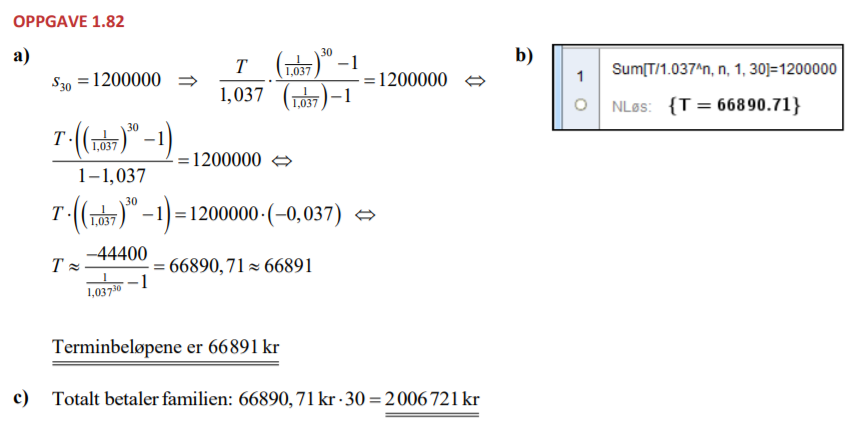 OPPGAVE 1.82
a)
s₃₀ = 1200000 ⇒ T/1,037 · ((1/1,037)³⁰ − 1)/((1/1,037) − 1) = 1200000 ⇔
T·((1/1,037)³⁰ − 1)/(1 − 1,037) = 1200000 ⇔
T·((1/1,037)³⁰ − 1) = 1200000·(−0,037) ⇔
T ≈ −44400/(1/1,037³⁰ − 1) = 66890,71 ≈ 66891
Terminbeløpene er 66891 kr
b)
1
Sum[T/1.037^n, n, 1, 30]=1200000
NLøs: {T = 66890.71}
c) Totalt betaler familien: 66890,71 kr · 30 = 2 006 721 kr